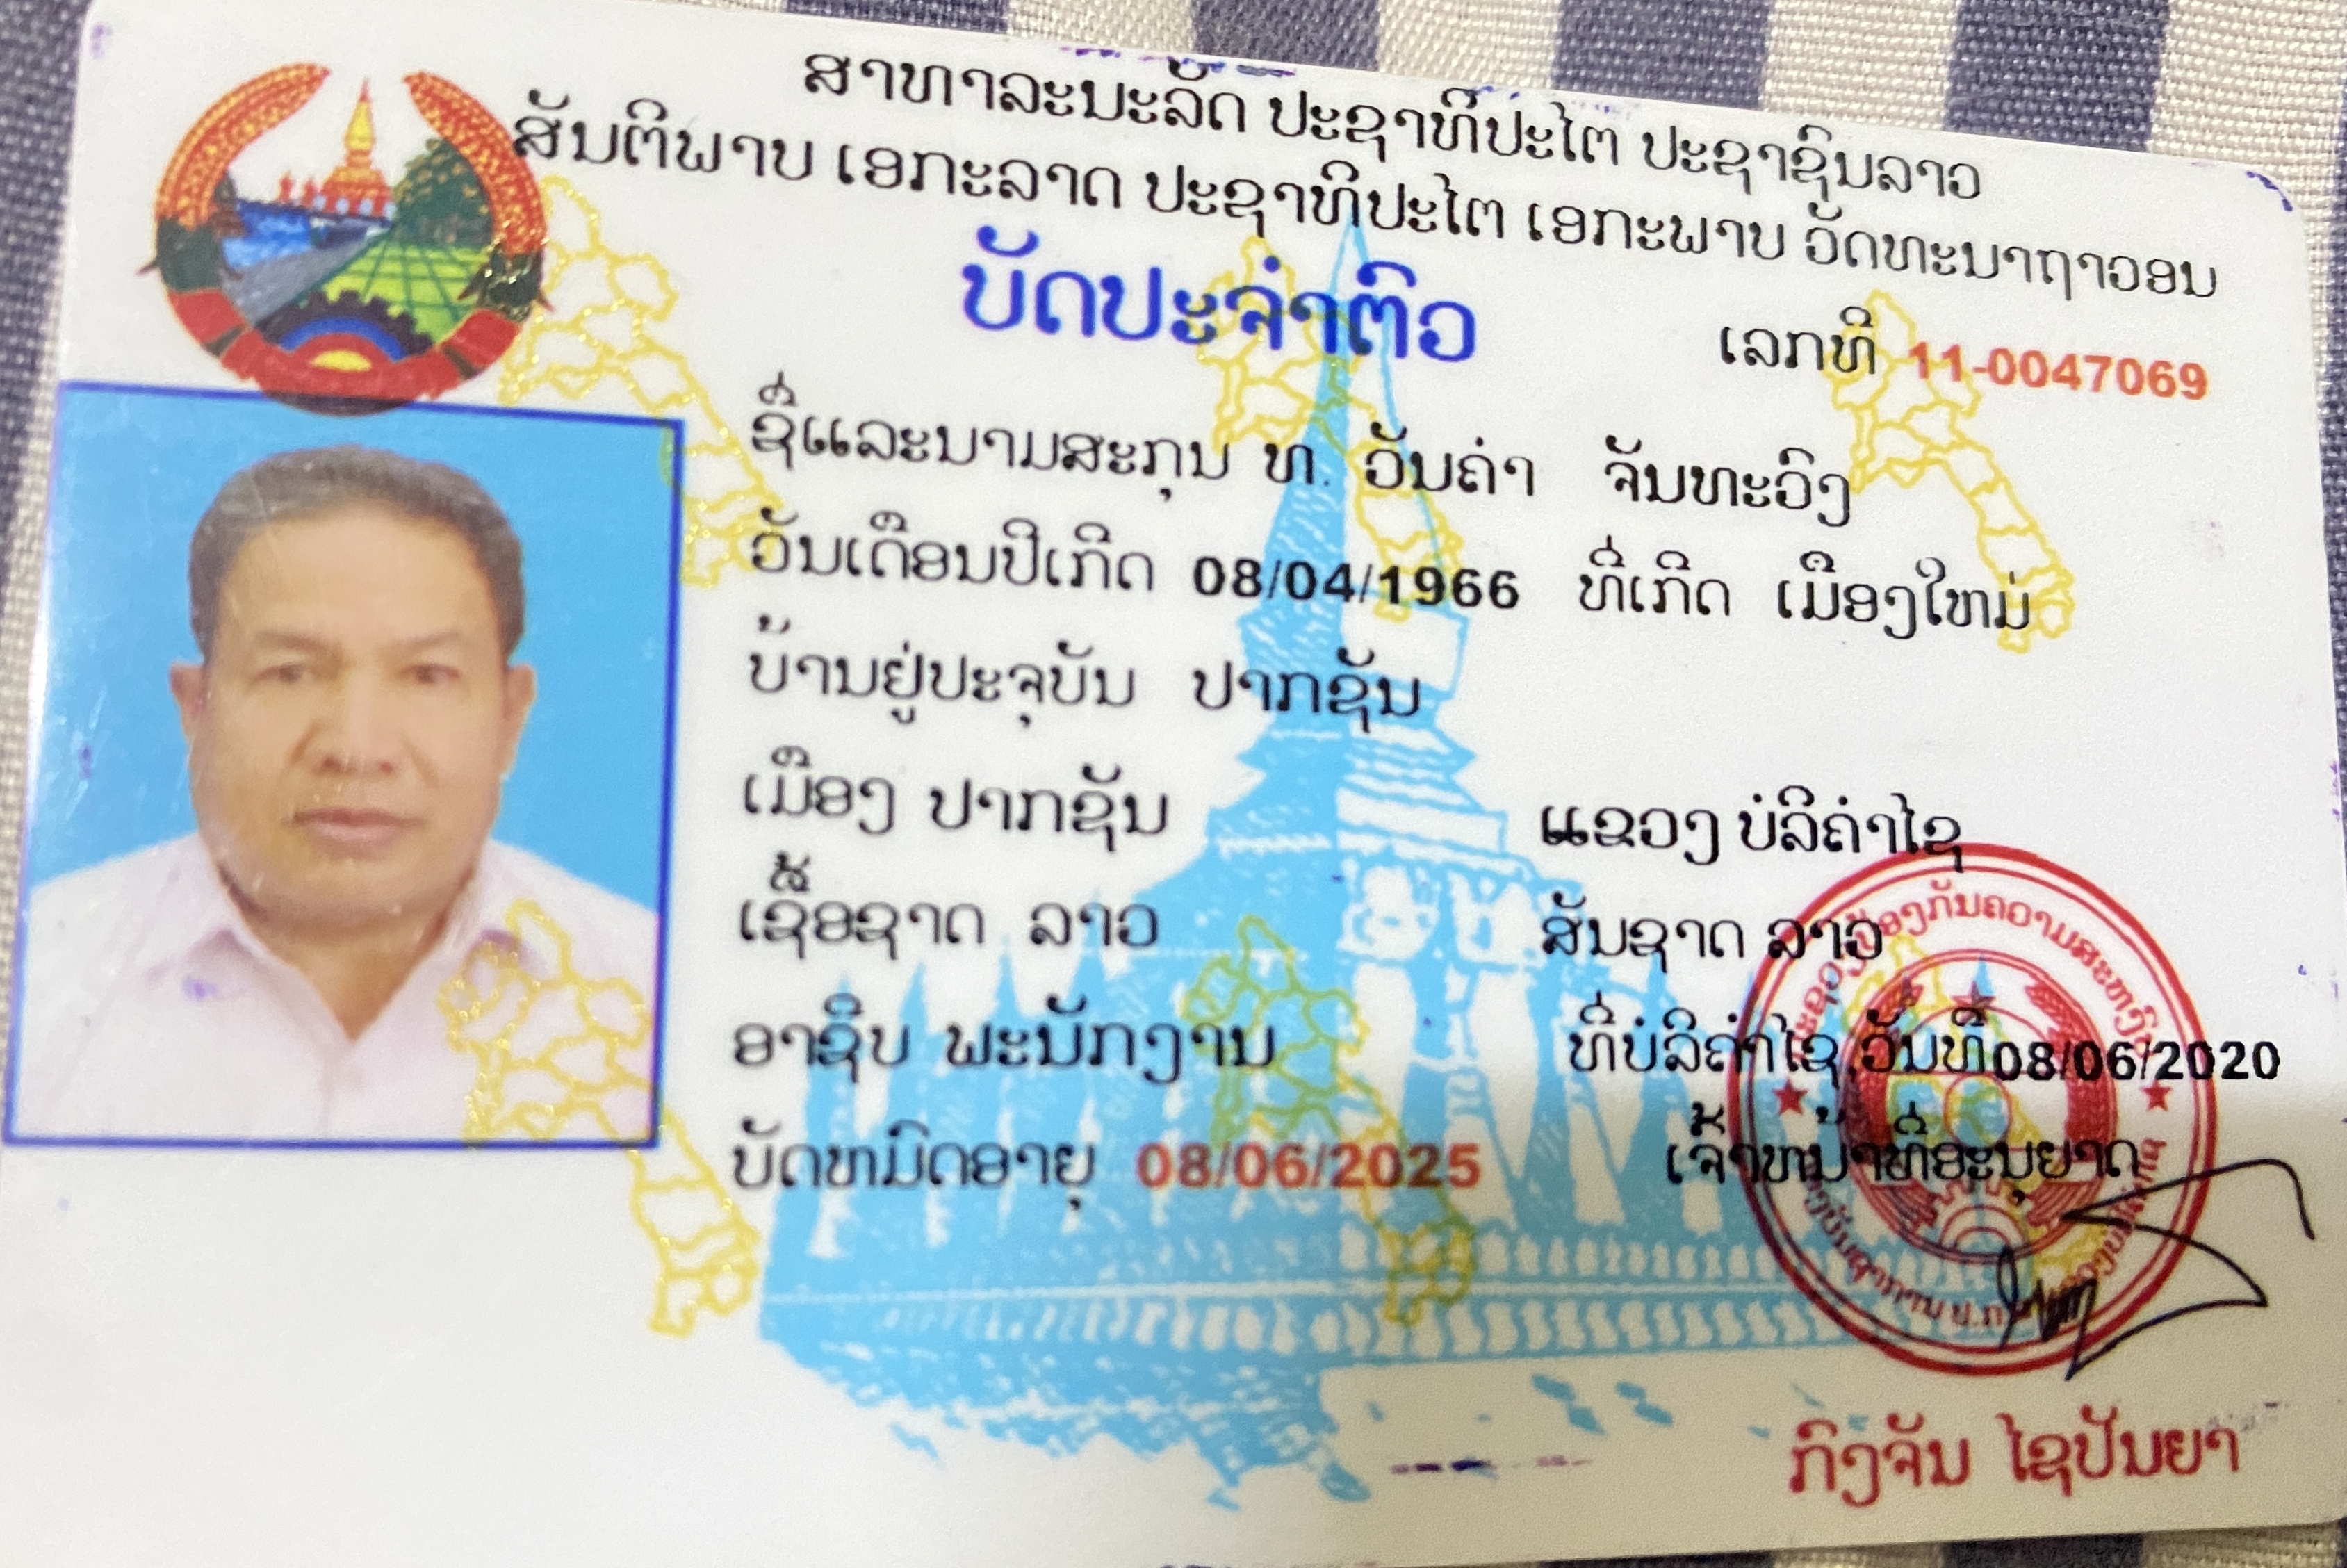 ສາທາລະນະລັດ ປະຊາທິປະໄຕ ປະຊາຊົນລາວ
ສັນຕິພາບ ເອກະລາດ ປະຊາທິປະໄຕ ເອກະພາບ ວັດທະນາຖາວອນ
ບັດປະຈຳຕົວ
ເລກທີ 11-0047069
ຊື່ແລະນາມສະກຸນ ທ. ວັນຄຳ ຈັນທະວົງ
ວັນເດືອນປີເກີດ 08/04/1966 ທີ່ເກີດ ເມືອງໃຫມ່
ບ້ານຢູ່ປະຈຸບັນ ປາກຊັນ
ເມືອງ ປາກຊັນ ແຂວງ ບໍລິຄຳໄຊ
ເຊື້ອຊາດ ລາວ ສັນຊາດ ລາວ
ອາຊີບ ພະນັກງານ ທີ່ບໍລິຄຳໄຊ, ວັນທີ 08/06/2020
ບັດຫມົດອາຍຸ 08/06/2025 ເຈົ້າຫນ້າທີ່ອະນຸຍາດ
ປ້ອງກັນຄວາມສະຫງົບ
ກົງຈັນ ໄຊປັນຍາ